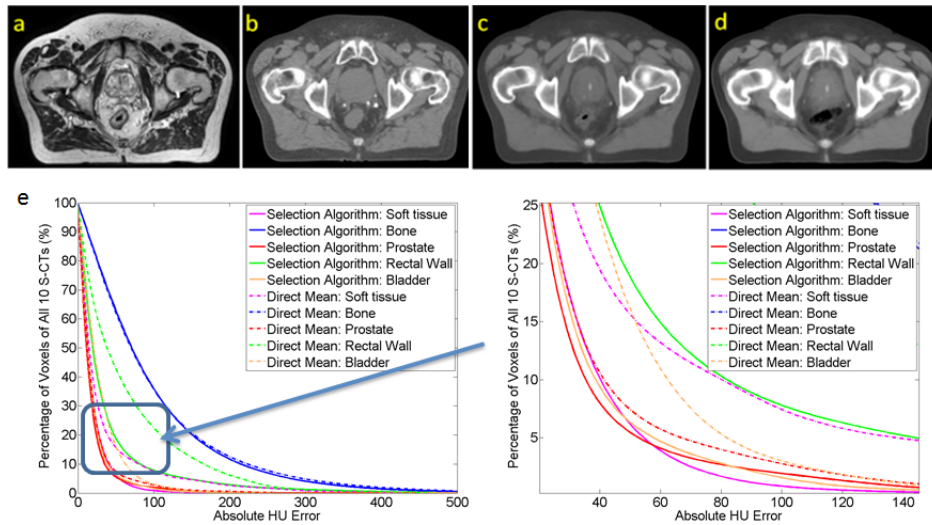 a
b
c
d
e
Percentage of Voxels of All 10 S-CTs (%)
100
90
80
70
60
50
40
30
20
10
0
0
100
200
300
400
500
Absolute HU Error
Selection Algorithm: Soft tissue
Selection Algorithm: Bone
Selection Algorithm: Prostate
Selection Algorithm: Rectal Wall
Selection Algorithm: Bladder
Direct Mean: Soft tissue
Direct Mean: Bone
Direct Mean: Prostate
Direct Mean: Rectal Wall
Direct Mean: Bladder
Percentage of Voxels of All 10 S-CTs (%)
25
20
15
10
5
40
60
80
100
120
140
Absolute HU Error
Selection Algorithm: Soft tissue
Selection Algorithm: Bone
Selection Algorithm: Prostate
Selection Algorithm: Rectal Wall
Selection Algorithm: Bladder
Direct Mean: Soft tissue
Direct Mean: Bone
Direct Mean: Prostate
Direct Mean: Rectal Wall
Direct Mean: Bladder